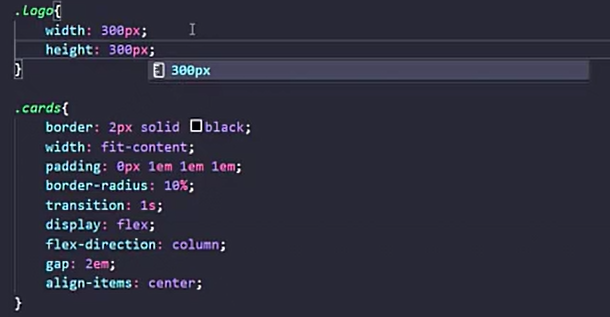 .logo{
width: 300px;
height: 300px;
300px
}
.cards{
border: 2px solid black;
width: fit-content;
padding: 0px 1em 1em 1em;
border-radius: 10%;
transition: 1s;
display: flex;
flex-direction: column;
gap: 2em;
align-items: center;
}